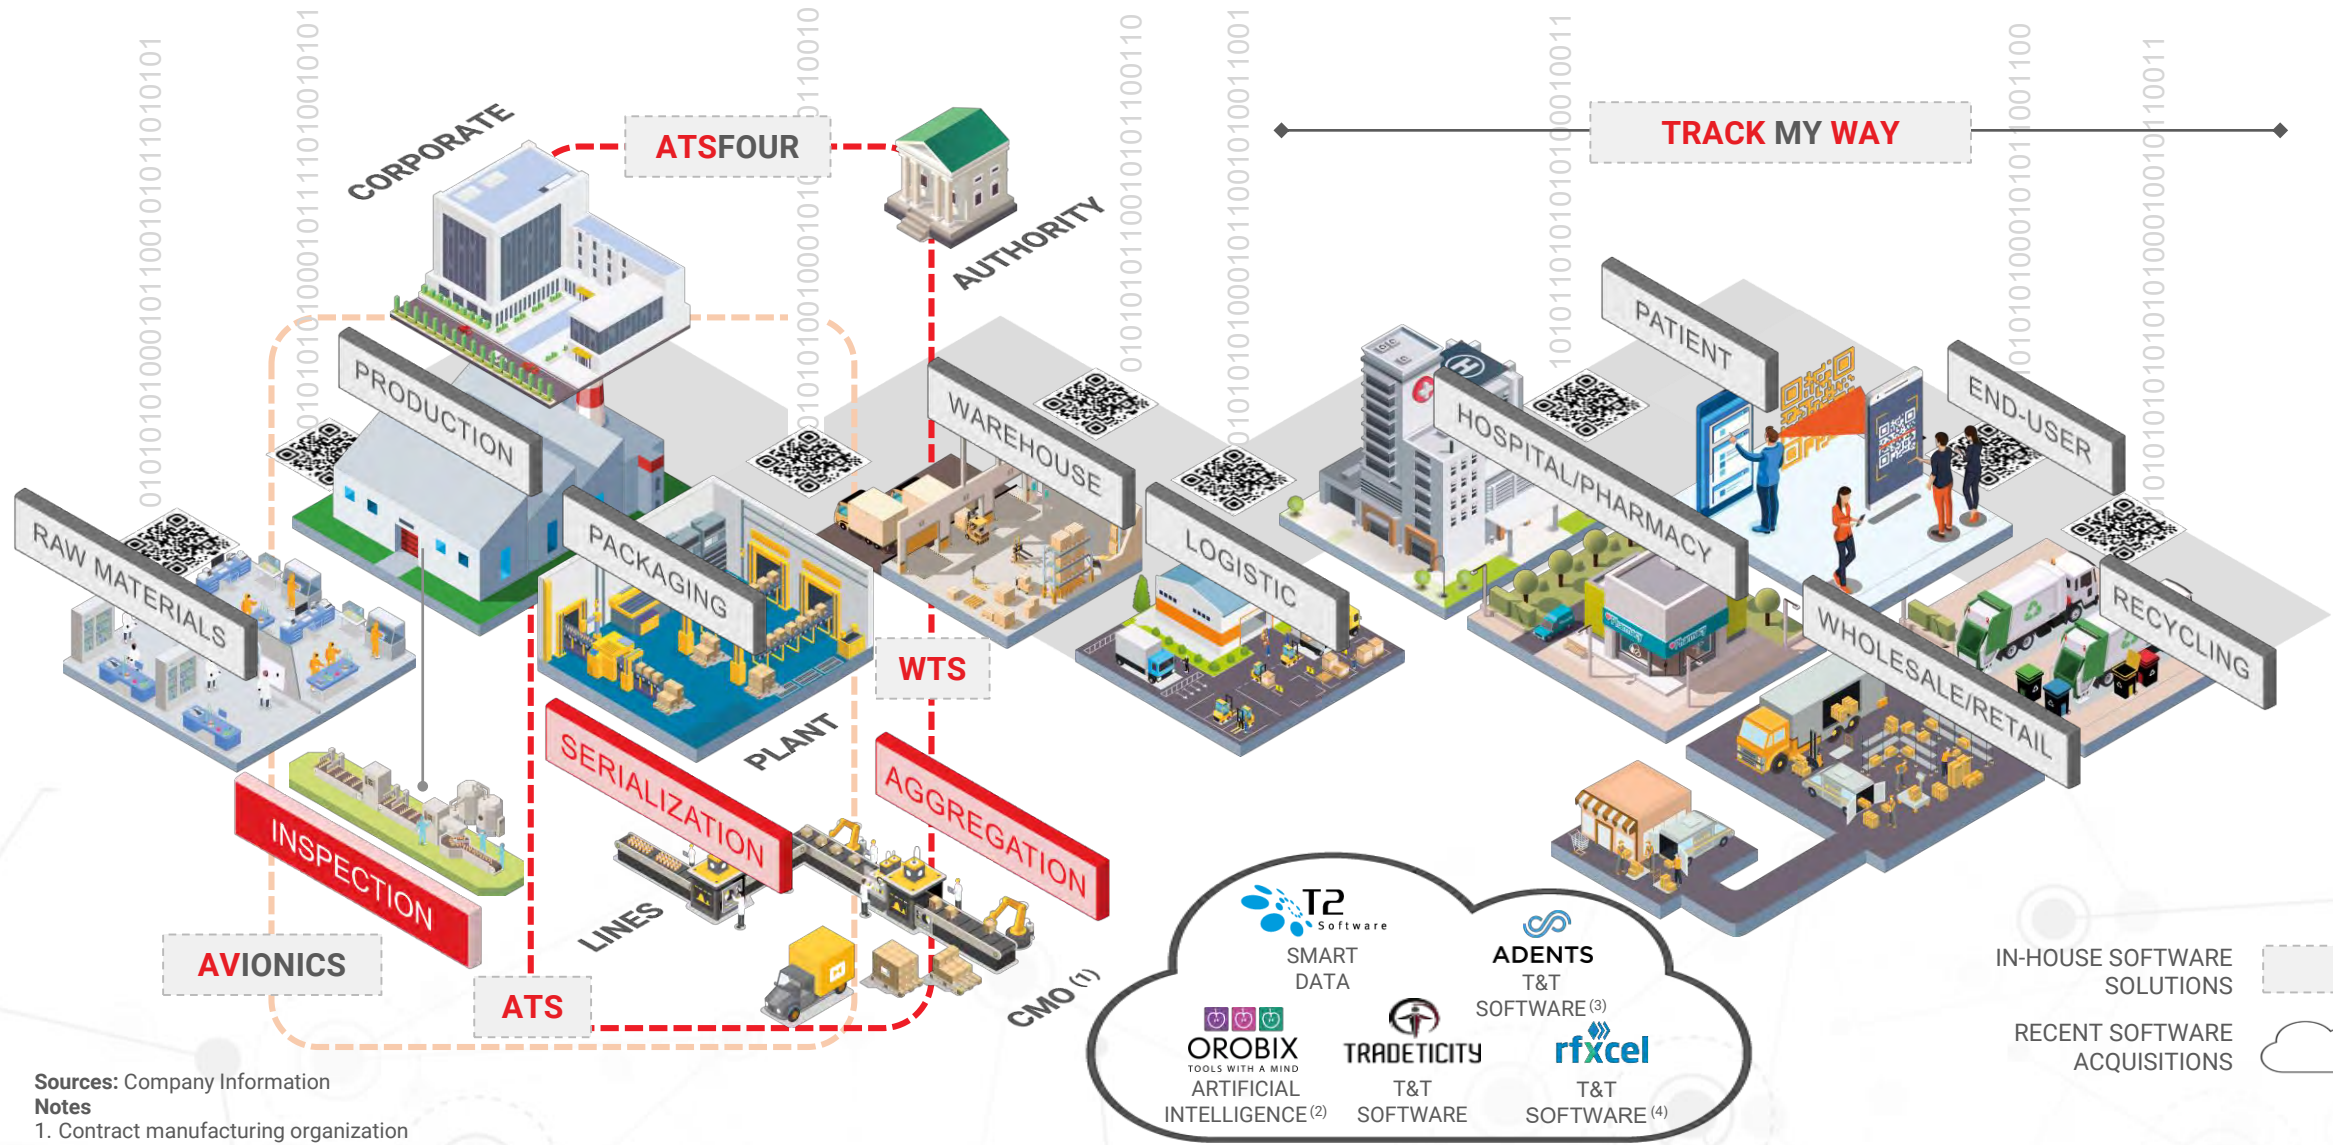 CORPORATE
ATSFOUR
AUTHORITY
TRACK MY WAY
PATIENT
END-USER
PRODUCTION
WAREHOUSE
HOSPITAL/PHARMACY
RAW MATERIALS
PACKAGING
LOGISTIC
WHOLESALE/RETAIL
RECYCLING
WTS
PLANT
SERIALIZATION
AGGREGATION
INSPECTION
LINES
CMO (1)
AVIONICS
ATS
T2
Software
SMART
DATA
ADENTS
T&T
SOFTWARE (3)
OROBIX
TOOLS WITH A MIND
ARTIFICIAL
INTELLIGENCE (2)
TRADETICITY
T&T
SOFTWARE
rfxcel
T&T
SOFTWARE (4)
IN-HOUSE SOFTWARE
SOLUTIONS
RECENT SOFTWARE
ACQUISITIONS
Sources: Company Information
Notes
1. Contract manufacturing organization